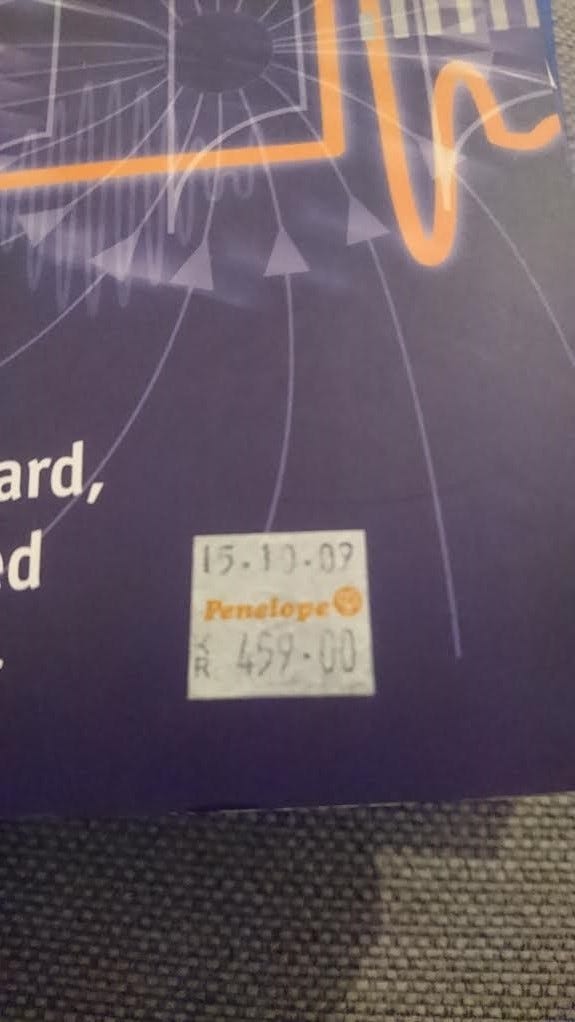 ard,
ed
15.10.09
Penelope
KR 459.00